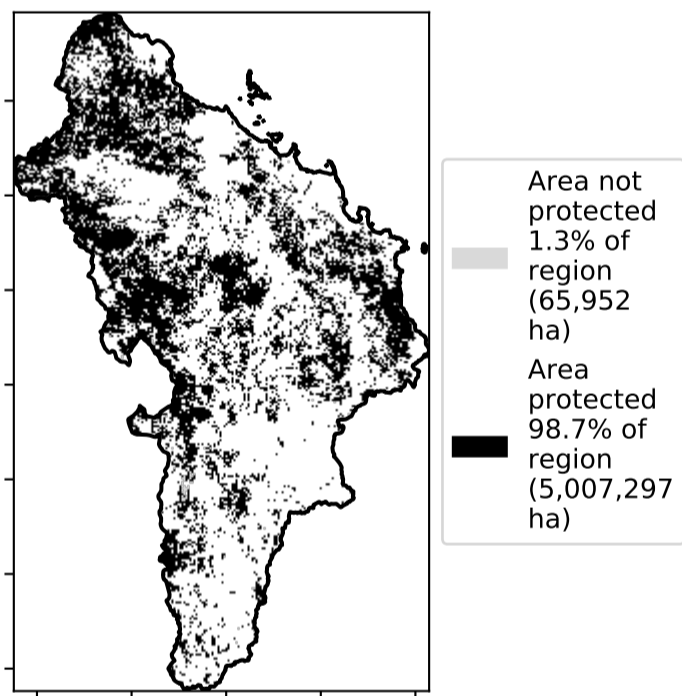 Area not
protected
1.3% of
region
(65,952
ha)
Area
protected
98.7% of
region
(5,007,297
ha)